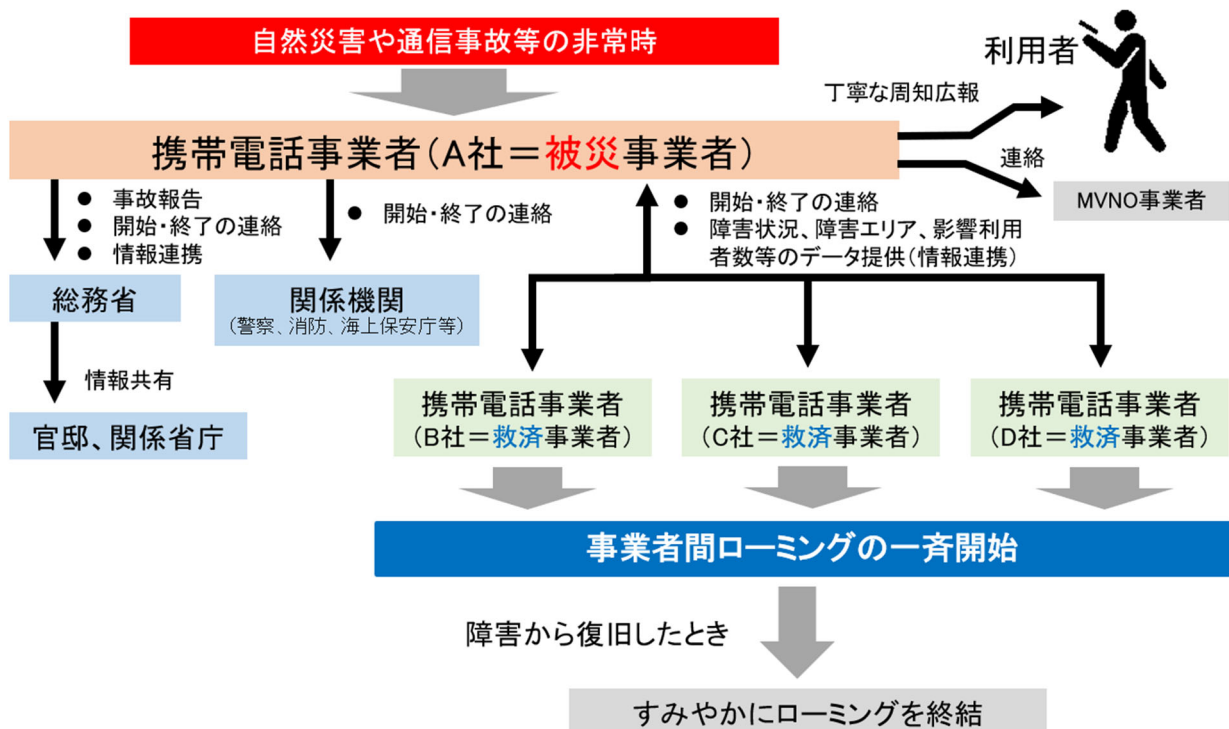 自然災害や通信事故等の非常時
利用者
丁寧な周知広報
携帯電話事業者(A社=被災事業者)
連絡
MVNO事業者
● 事故報告
● 開始・終了の連絡
● 情報連携
● 開始・終了の連絡
● 開始・終了の連絡
● 障害状況、障害エリア、影響利用
者数等のデータ提供(情報連携)
総務省
関係機関
(警察、消防、海上保安庁等)
情報共有
官邸、関係省庁
携帯電話事業者
(B社=救済事業者)
携帯電話事業者
(C社=救済事業者)
携帯電話事業者
(D社=救済事業者)
事業者間ローミングの一斉開始
障害から復旧したとき
すみやかにローミングを終結